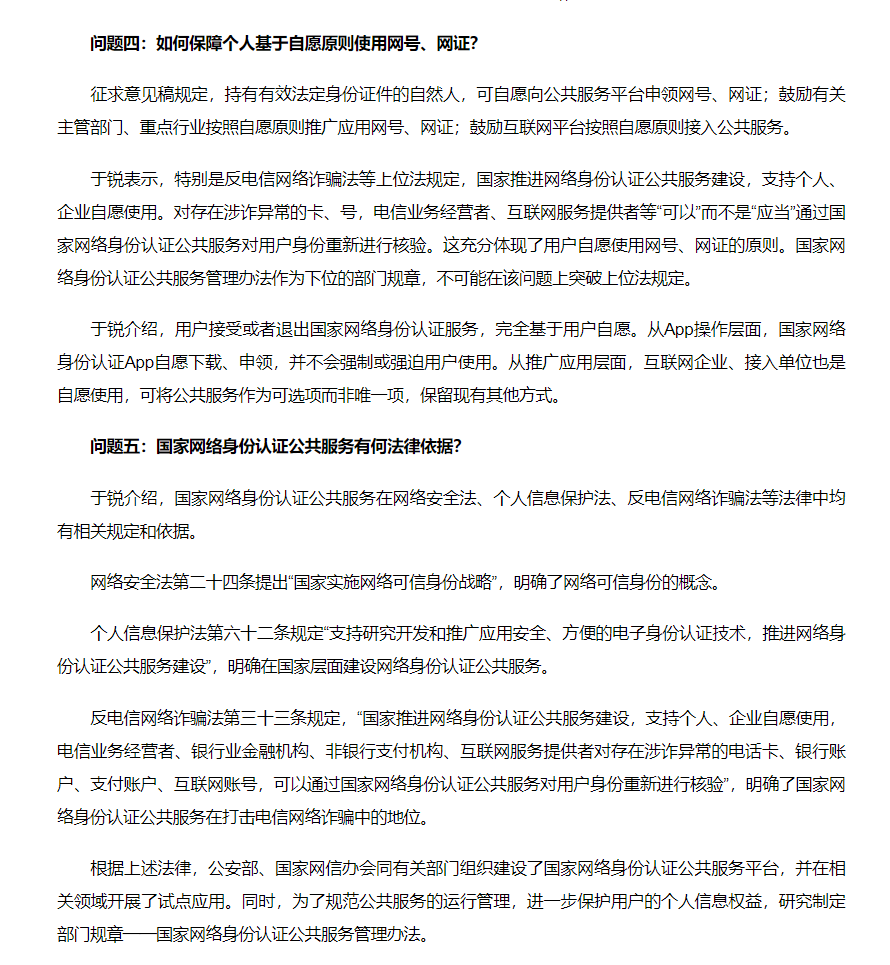 问题四：如何保障个人基于自愿原则使用网号、网证？
征求意见稿规定，持有有效法定身份证件的自然人，可自愿向公共服务平台申领网号、网证；鼓励有关
主管部门、重点行业按照自愿原则推广应用网号、网证；鼓励互联网平台按照自愿原则接入公共服务。
于锐表示，特别是反电信网络诈骗法等上位法规定，国家推进网络身份认证公共服务建设，支持个人、
企业自愿使用。对存在涉诈异常的卡、号，电信业务经营者、互联网服务提供者等“可以”而不是“应当”通过国
家网络身份认证公共服务对用户身份重新进行核验。这充分体现了用户自愿使用网号、网证的原则。国家网
络身份认证公共服务管理办法作为下位的部门规章，不可能在该问题上突破上位法规定。
于锐介绍，用户接受或者退出国家网络身份认证服务，完全基于用户自愿。从App操作层面，国家网络
身份认证App自愿下载、申领，并不会强制或强迫用户使用。从推广应用层面，互联网企业、接入单位也是
自愿使用，可将公共服务作为可选项而非唯一项，保留现有其他方式。
问题五：国家网络身份认证公共服务有何法律依据？
于锐介绍，国家网络身份认证公共服务在网络安全法、个人信息保护法、反电信网络诈骗法等法律中均
有相关规定和依据。
网络安全法第二十四条提出“国家实施网络可信身份战略”，明确了网络可信身份的概念。
个人信息保护法第六十二条规定“支持研究开发和推广应用安全、方便的电子身份认证技术，推进网络身
份认证公共服务建设”，明确在国家层面建设网络身份认证公共服务。
反电信网络诈骗法第三十三条规定，“国家推进网络身份认证公共服务建设，支持个人、企业自愿使用，
电信业务经营者、银行业金融机构、非银行支付机构、互联网服务提供者对存在涉诈异常的电话卡、银行账
户、支付账户、互联网账号，可以通过国家网络身份认证公共服务对用户身份重新进行核验”，明确了国家网
络身份认证公共服务在打击电信网络诈骗中的地位。
根据上述法律，公安部、国家网信办会同有关部门组织建设了国家网络身份认证公共服务平台，并在相
关领域开展了试点应用。同时，为了规范公共服务的运行管理，进一步保护用户的个人信息权益，研究制定
部门规章——国家网络身份认证公共服务管理办法。